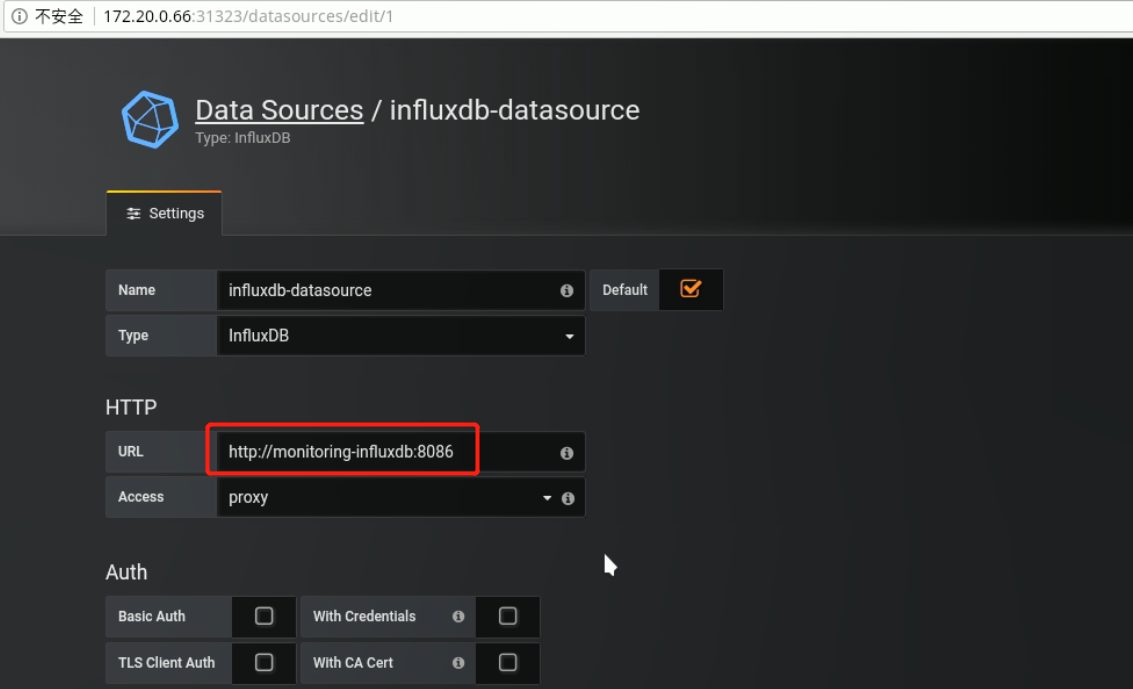 不安全 172.20.0.66:31323/datasources/edit/1
Data Sources / influxdb-datasource
Type: InfluxDB
Settings
Name influxdb-datasource Default
Type InfluxDB
HTTP
URL http://monitoring-influxdb:8086
Access proxy
Auth
Basic Auth With Credentials
TLS Client Auth With CA Cert